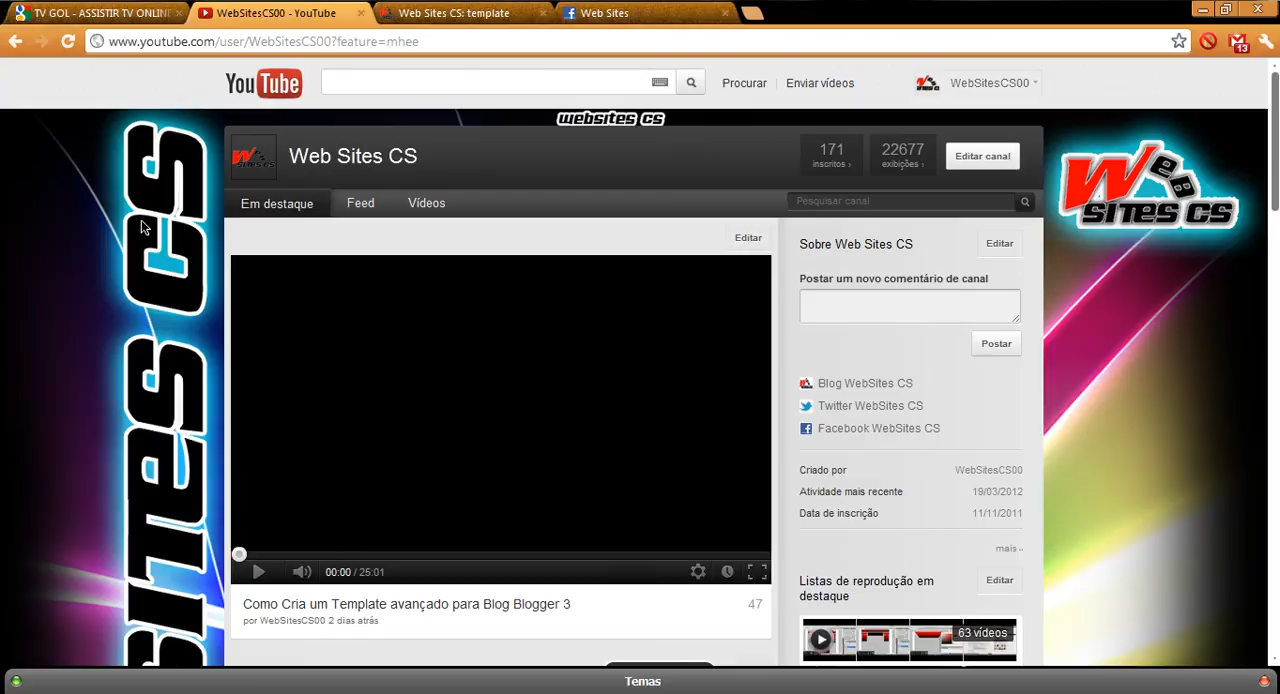 TV GOL - ASSISTIR TV ONLIN
WebSitesCS00 - YouTube
Web Sites CS: template
Web Sites
www.youtube.com/user/WebSitesCS00?feature=mhee
13
YouTube
Procurar
Enviar vídeos
WebSitesCS00
websites cs
Web Sites CS
Web Sites CS
171
inscritos ›
22677
exibições ›
Editar canal
Web Sites CS
Em destaque
Feed
Vídeos
Pesquisar canal
Editar
Sobre Web Sites CS
Editar
Postar um novo comentário de canal
Postar
Blog WebSites CS
Twitter WebSites CS
Facebook WebSites CS
Criado por
WebSitesCS00
Atividade mais recente
19/03/2012
Data de inscrição
11/11/2011
mais
Listas de reprodução em destaque
Editar
63 vídeos
00:00 / 25:01
Como Cria um Template avançado para Blog Blogger 3
47
por WebSitesCS00 2 dias atrás
sites cs
Temas